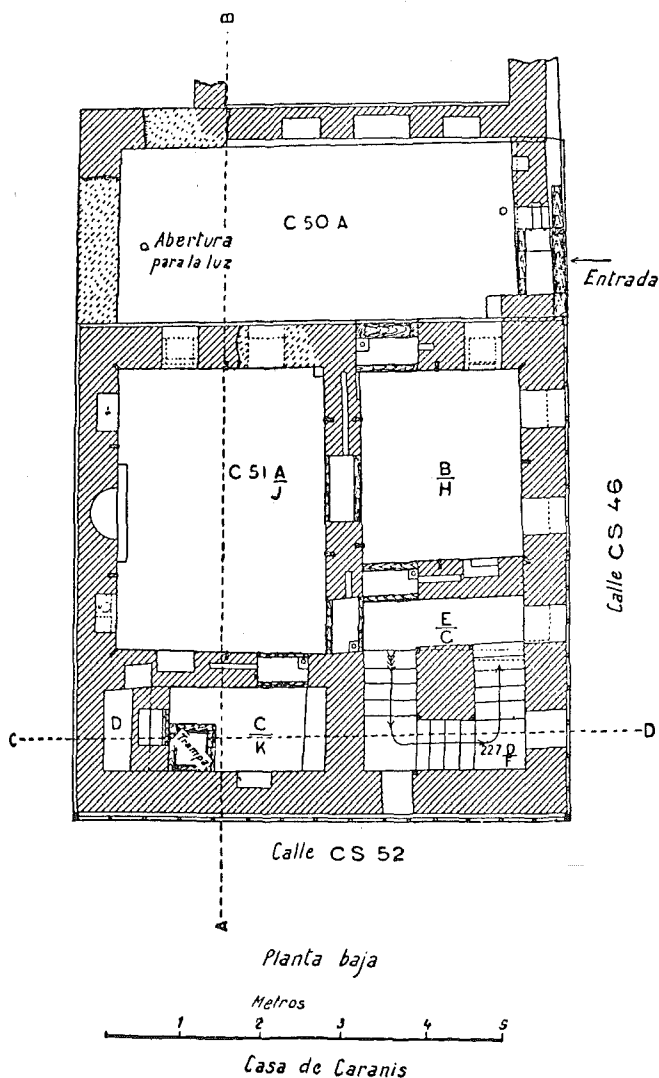 B
C 50 A
Abertura
para la luz
Entrada
C 51 A
J
B
H
Calle CS 46
E
C
D
C
K
Trampa
227 D
F
C
D
Calle CS 52
A
Planta baja
Metros
1 2 3 4 5
Casa de Caranis